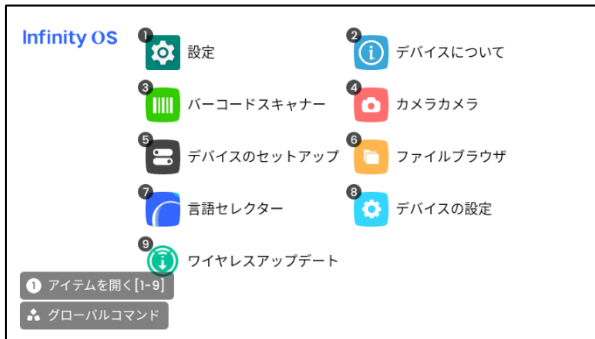 Infinity OS
1 設定
2 デバイスについて
3 バーコードスキャナー
4 カメラカメラ
5 デバイスのセットアップ
6 ファイルブラウザ
7 言語セレクター
8 デバイスの設定
9 ワイヤレスアップデート
1 アイテムを開く[1-9]
グローバルコマンド